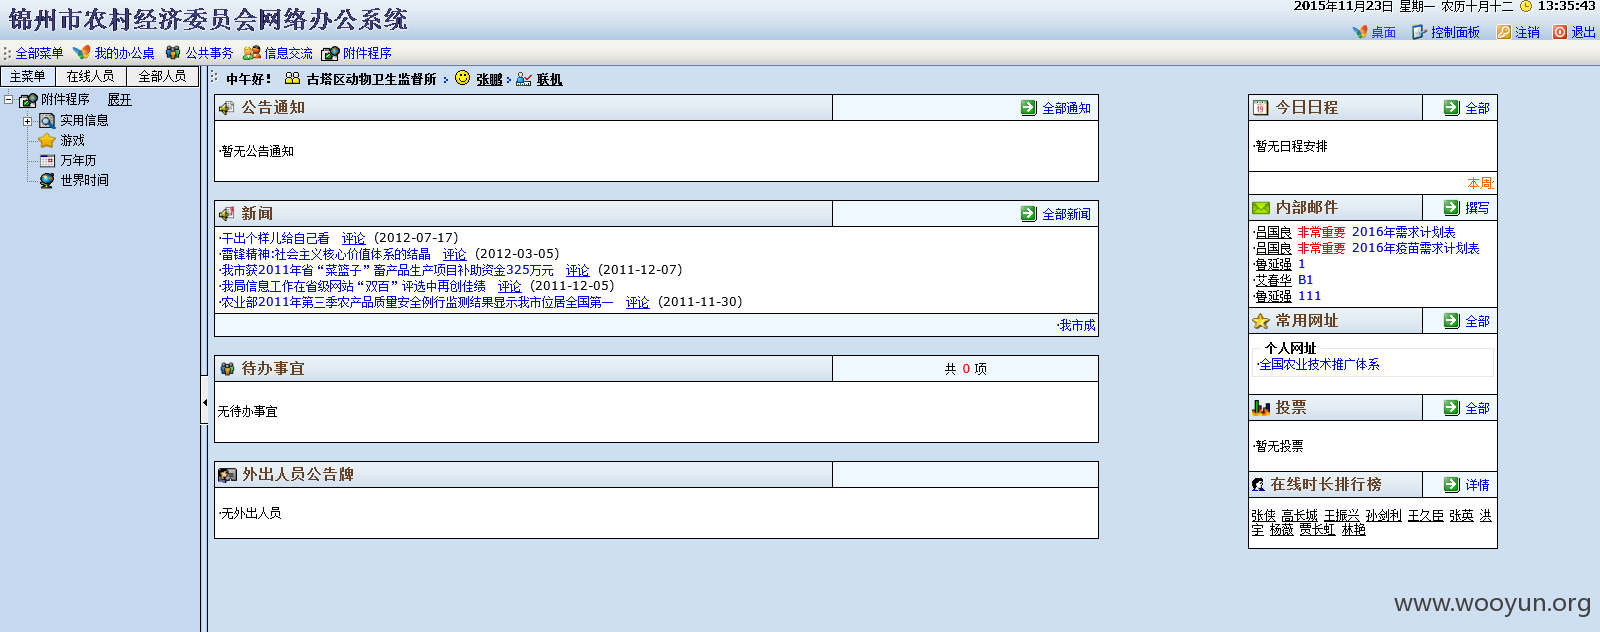 锦州市农村经济委员会网络办公系统
2015年11月23日 星期一 农历十月十二 13:35:43
桌面 控制面板 注销 退出
全部菜单 我的办公桌 公共事务 信息交流 附件程序
主菜单 在线人员 全部人员
中午好! 古塔区动物卫生监督所 › 张鹏 › 联机
附件程序 展开
实用信息
游戏
万年历
世界时间
公告通知 全部通知
·暂无公告通知
新闻 全部新闻
·干出个样儿给自己看 评论 (2012-07-17)
·雷锋精神:社会主义核心价值体系的结晶 评论 (2012-03-05)
·我市获2011年省“菜篮子”畜产品生产项目补助资金325万元 评论 (2011-12-07)
·我局信息工作在省级网站“双百”评选中再创佳绩 评论 (2011-12-05)
·农业部2011年第三季农产品质量安全例行监测结果显示我市位居全国第一 评论 (2011-11-30)
·我市成
待办事宜 共 0 项
无待办事宜
外出人员公告牌
·无外出人员
今日日程 全部
·暂无日程安排
本周
内部邮件 撰写
·吕国良 非常重要 2016年需求计划表
·吕国良 非常重要 2016年疫苗需求计划表
·鲁延强 1
·艾春华 B1
·鲁延强 111
常用网址 全部
个人网址
·全国农业技术推广体系
投票 全部
·暂无投票
在线时长排行榜 详情
张侠 高长城 王振兴 孙剑利 王久臣 张英 洪
宇 杨薇 贾长虹 林艳
www.wooyun.org